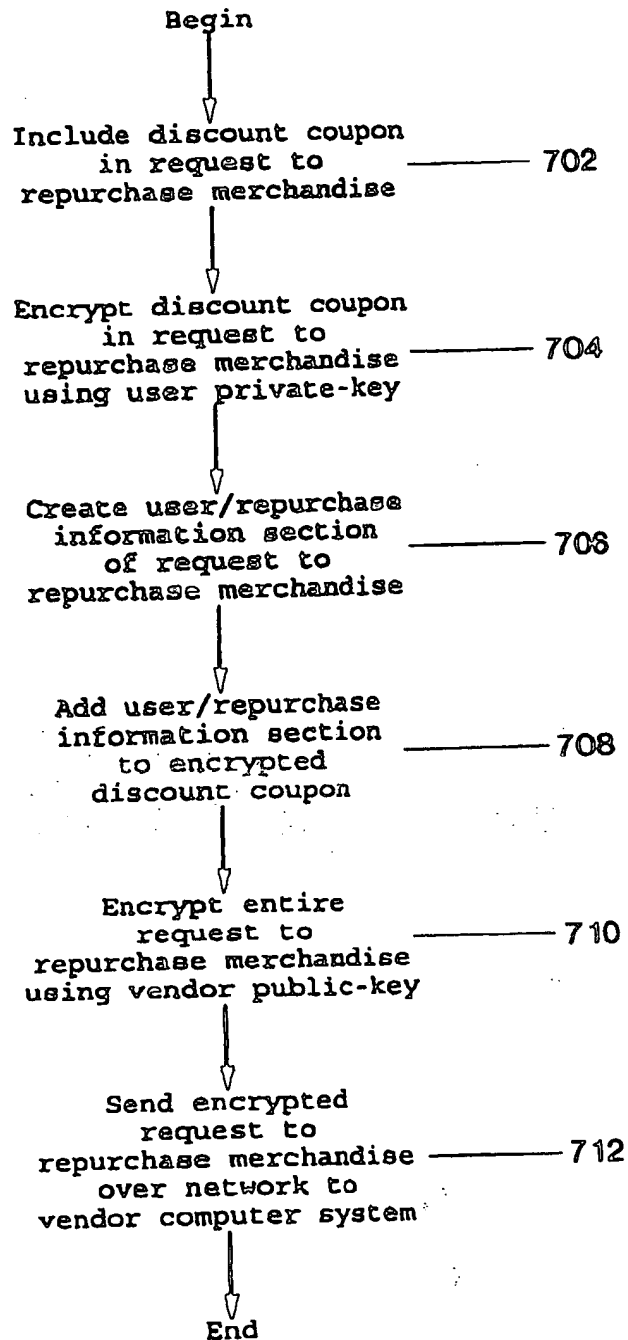 Begin
Include discount coupon
in request to
repurchase merchandise
702
Encrypt discount coupon
in request to
repurchase merchandise
using user private-key
704
Create user/repurchase
information section
of request to
repurchase merchandise
706
Add user/repurchase
information section
to encrypted
discount coupon
708
Encrypt entire
request to
repurchase merchandise
using vendor public-key
710
Send encrypted
request to
repurchase merchandise
over network to
vendor computer system
712
End